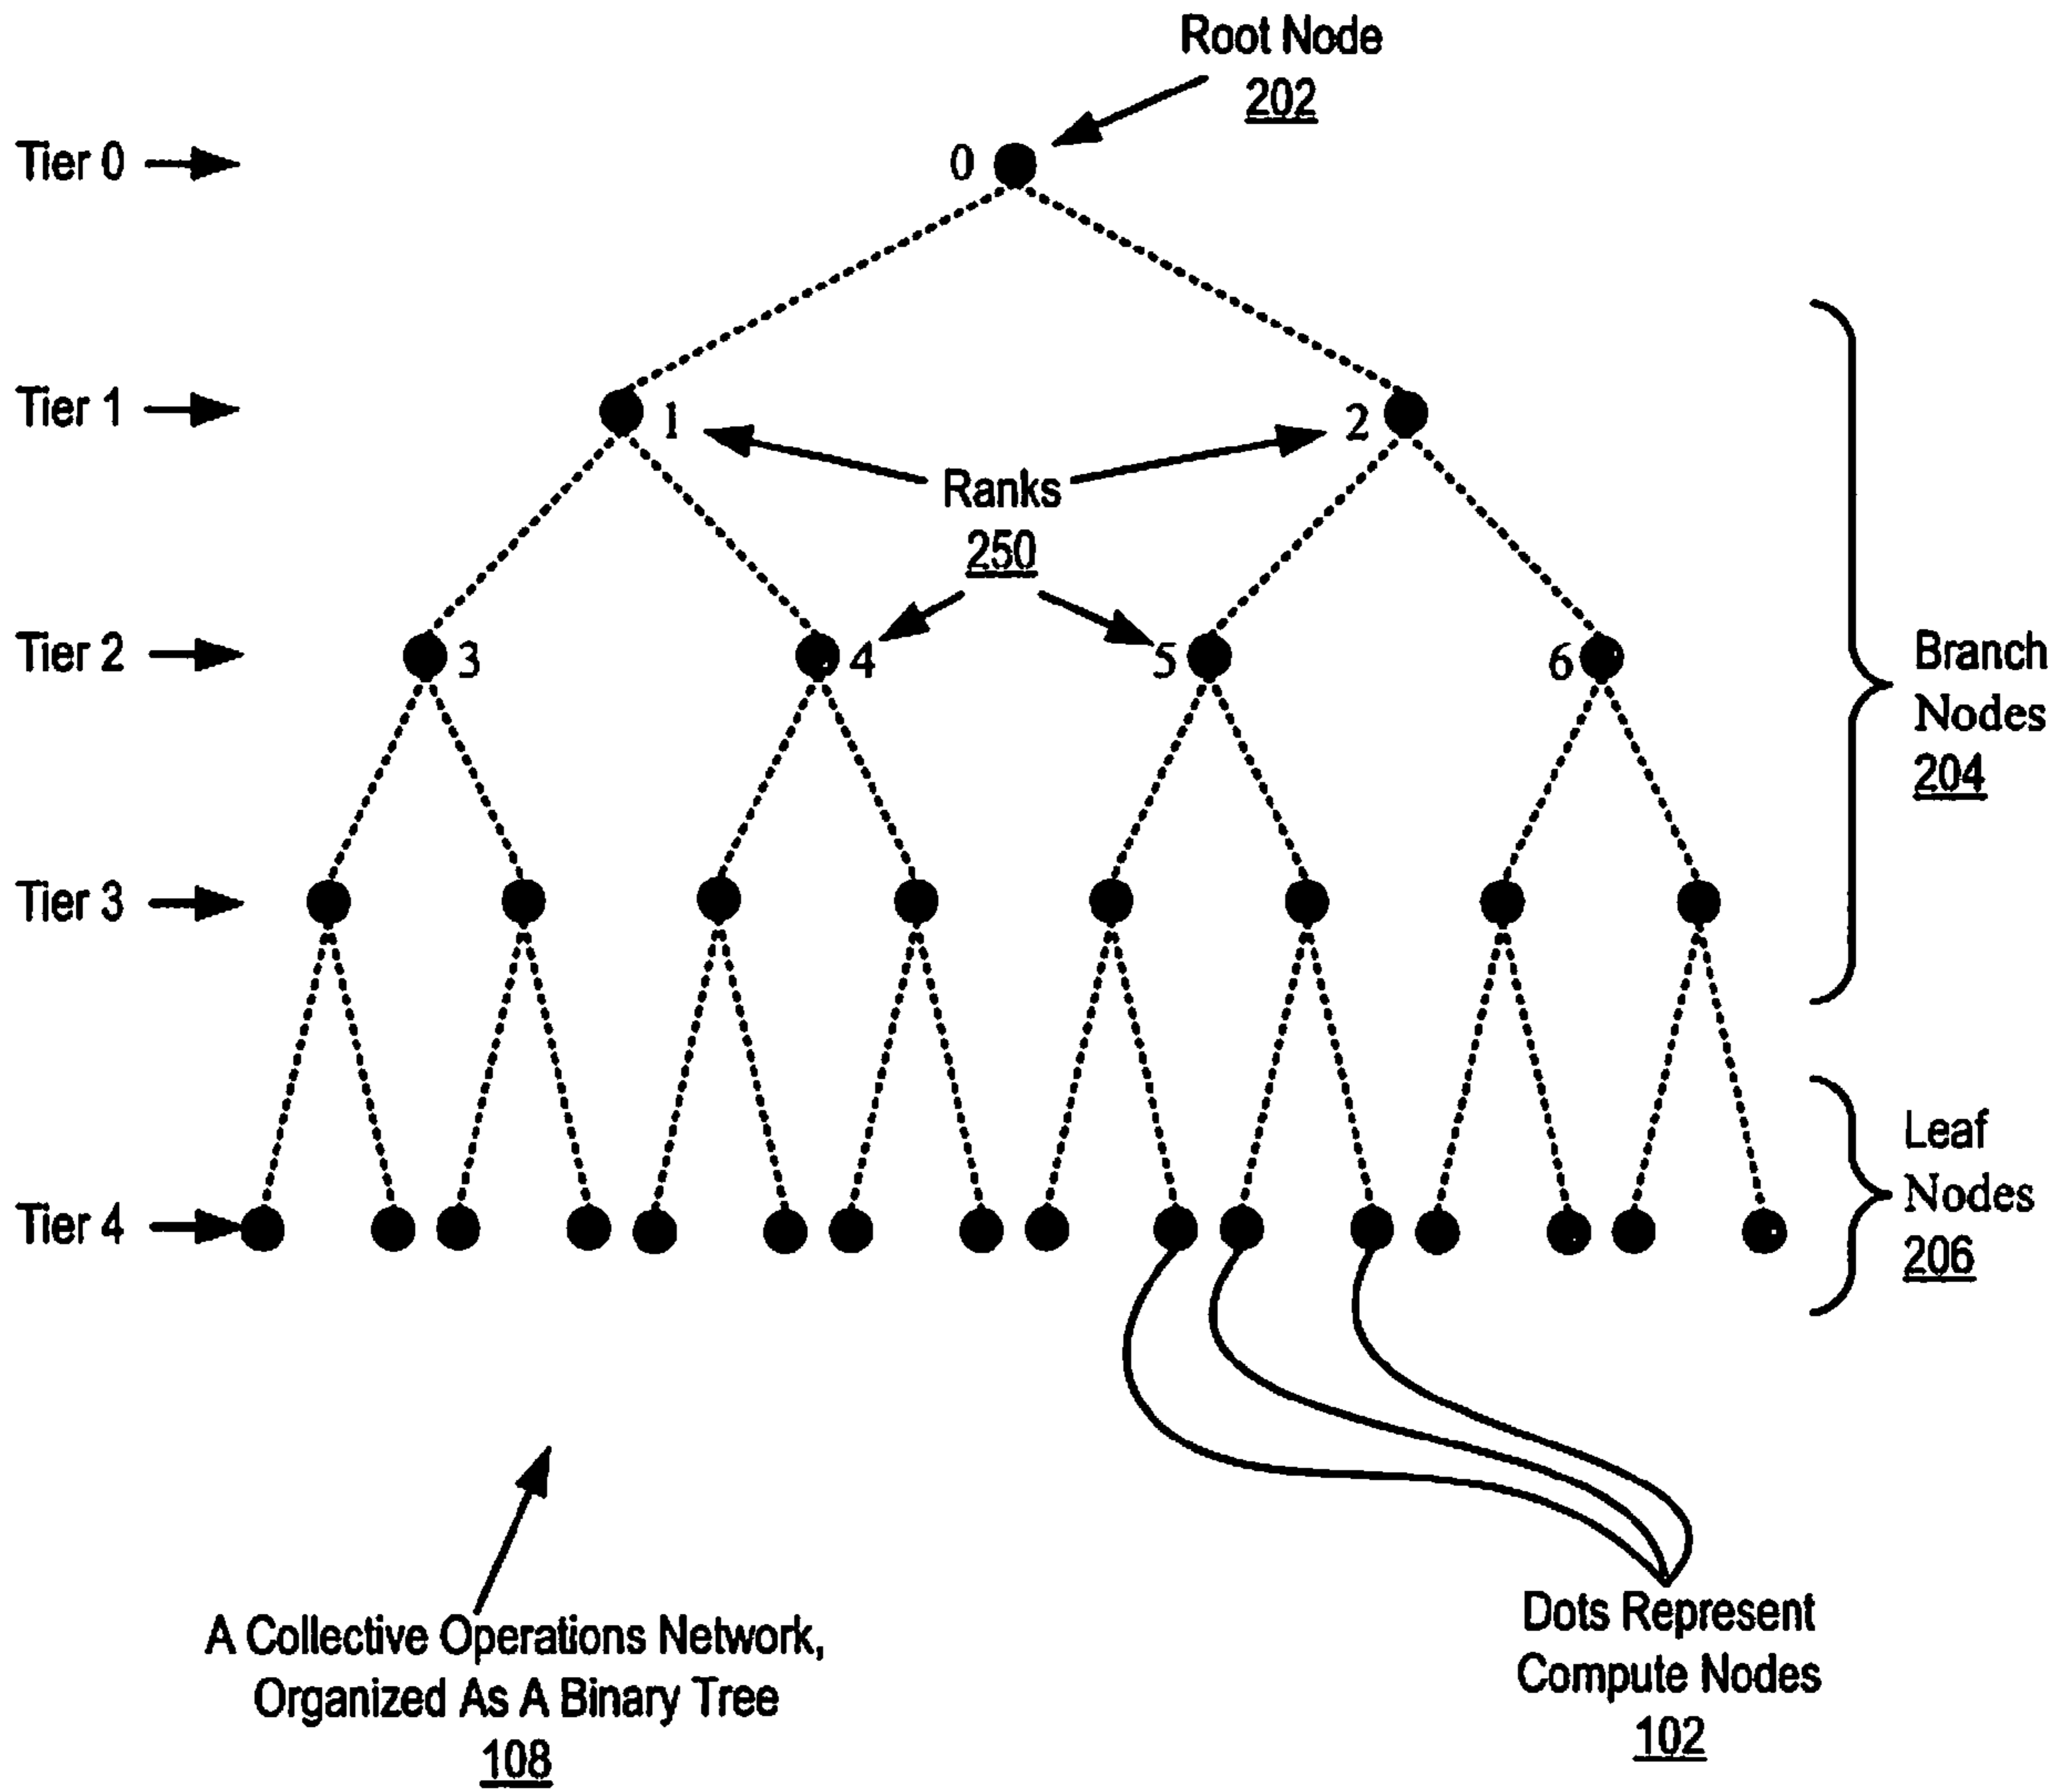 Root Node
202
Tier 0
0
Tier 1
1
2
Ranks
250
Tier 2
3
4
5
6
Branch
Nodes
204
Tier 3
Leaf
Nodes
206
Tier 4
A Collective Operations Network,
Organized As A Binary Tree
108
Dots Represent
Compute Nodes
102